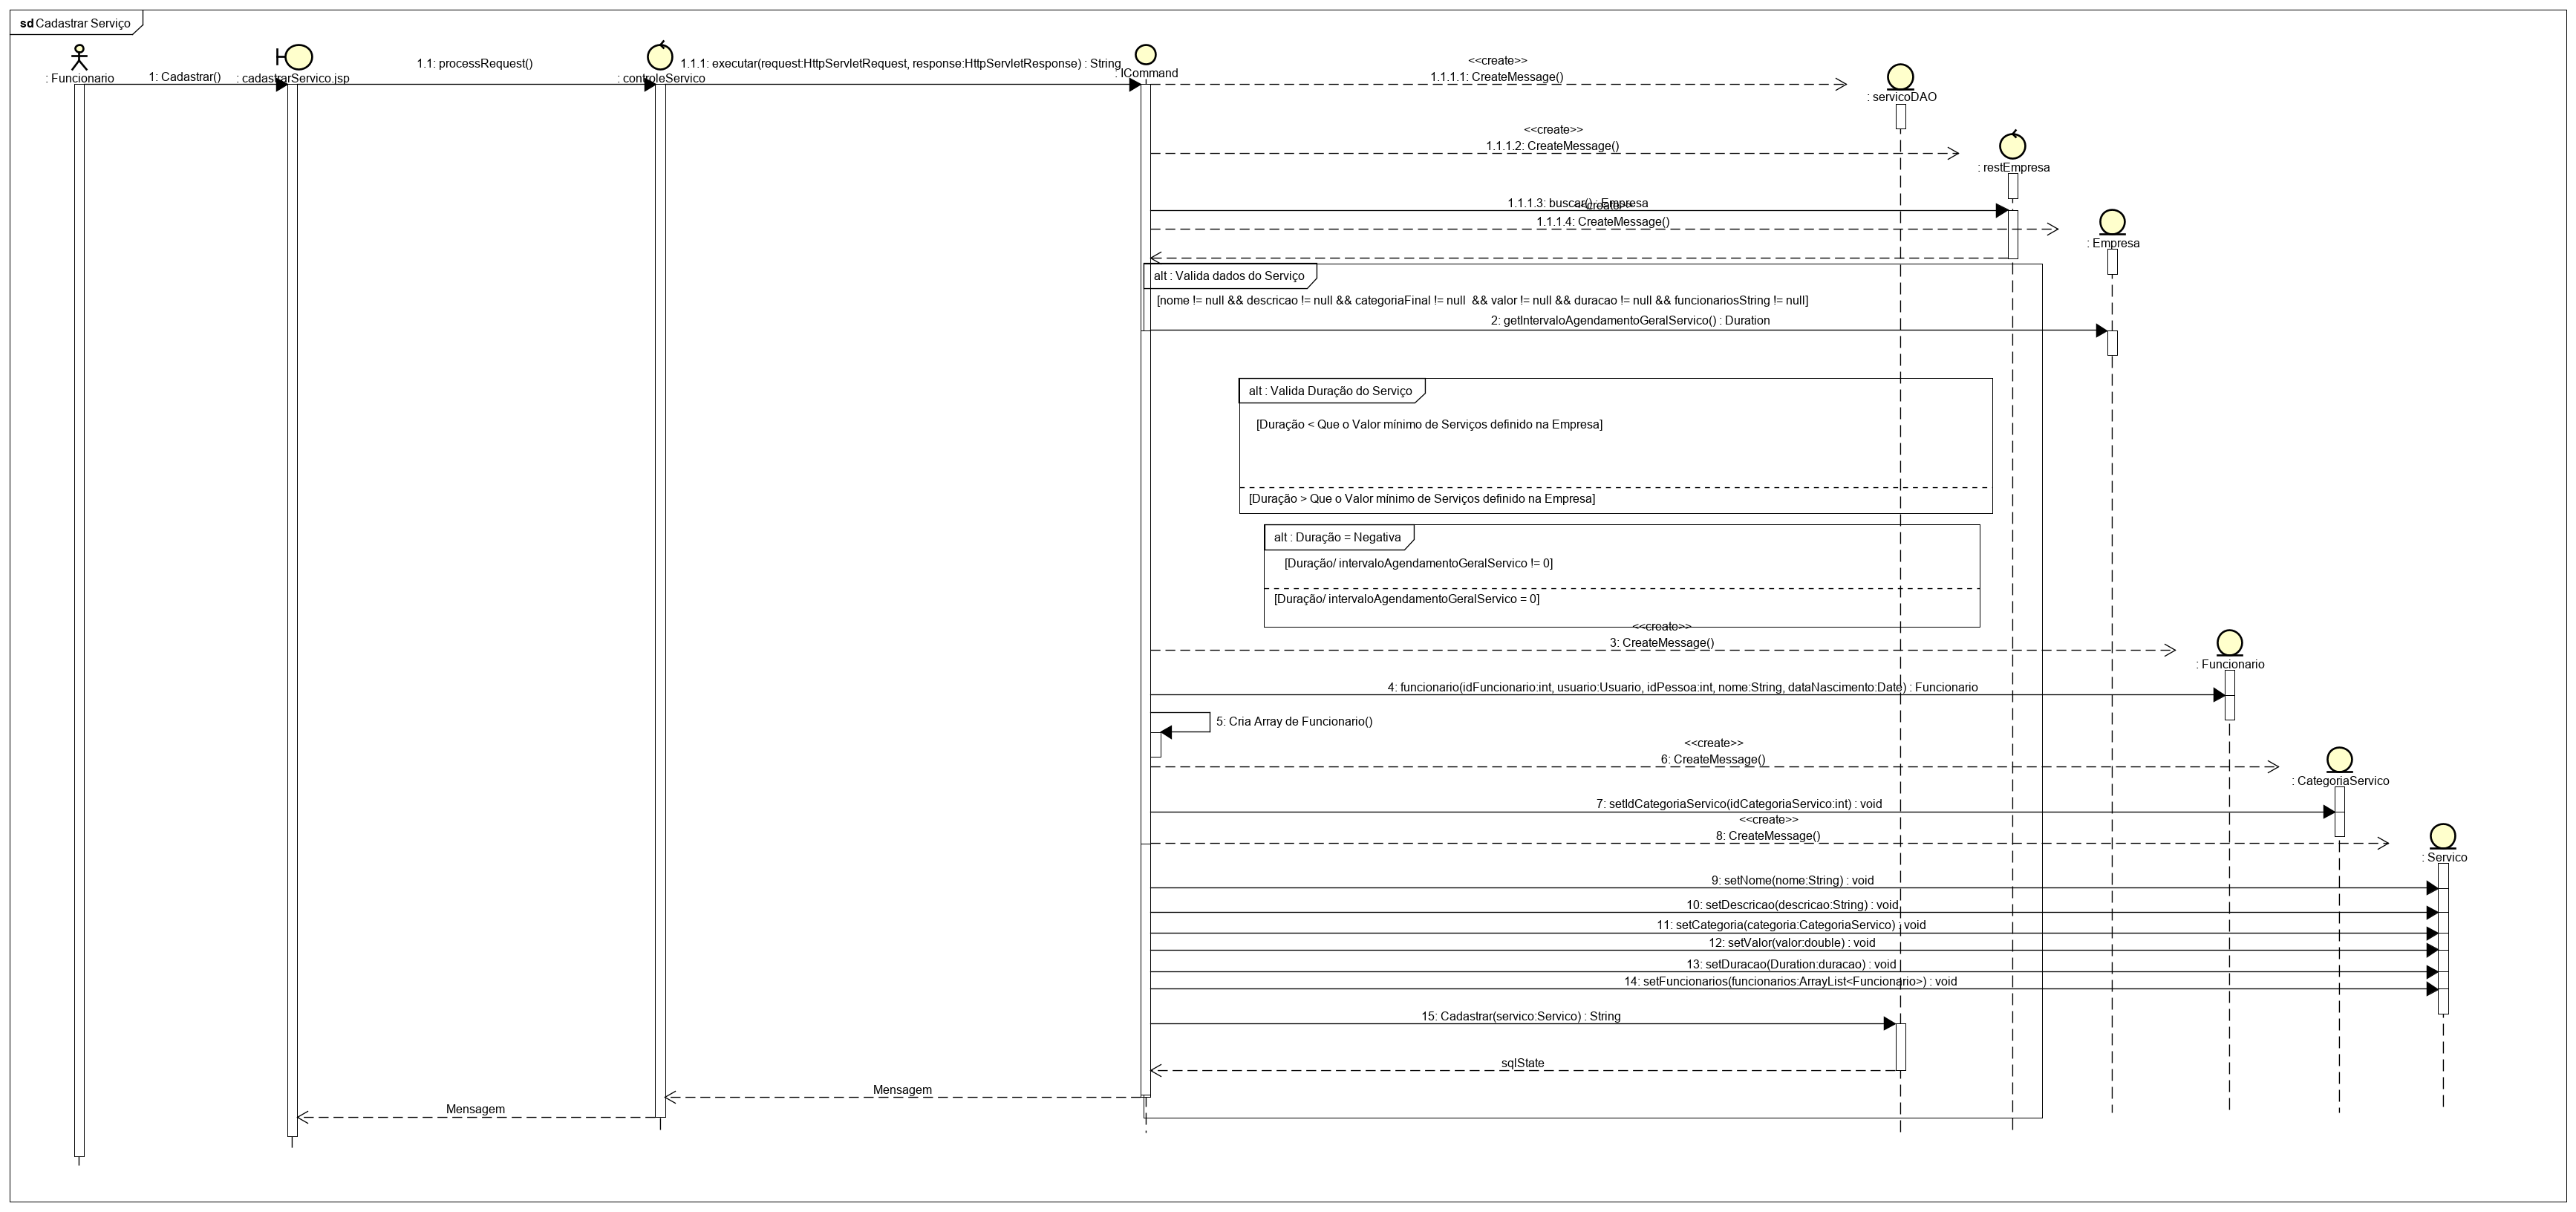 sd Cadastrar Serviço
: Funcionario
1: Cadastrar()
: cadastrarServico.jsp
1.1: processRequest()
: controleServico
1.1.1: executar(request:HttpServletRequest, response:HttpServletResponse) : String
: ICommand
<<create>>
1.1.1.1: CreateMessage()
: servicoDAO
<<create>>
1.1.1.2: CreateMessage()
: restEmpresa
1.1.1.3: buscar() : Empresa
<<create>>
1.1.1.4: CreateMessage()
: Empresa
alt : Valida dados do Serviço
[nome != null && descricao != null && categoriaFinal != null  && valor != null && duracao != null && funcionariosString != null]
2: getIntervaloAgendamentoGeralServico() : Duration
alt : Valida Duração do Serviço
[Duração < Que o Valor mínimo de Serviços definido na Empresa]
[Duração > Que o Valor mínimo de Serviços definido na Empresa]
alt : Duração = Negativa
[Duração/ intervaloAgendamentoGeralServico != 0]
[Duração/ intervaloAgendamentoGeralServico = 0]
<<create>>
3: CreateMessage()
: Funcionario
4: funcionario(idFuncionario:int, usuario:Usuario, idPessoa:int, nome:String, dataNascimento:Date) : Funcionario
5: Cria Array de Funcionario()
<<create>>
6: CreateMessage()
: CategoriaServico
7: setIdCategoriaServico(idCategoriaServico:int) : void
<<create>>
8: CreateMessage()
: Servico
9: setNome(nome:String) : void
10: setDescricao(descricao:String) : void
11: setCategoria(categoria:CategoriaServico) : void
12: setValor(valor:double) : void
13: setDuracao(Duration:duracao) : void
14: setFuncionarios(funcionarios:ArrayList<Funcionario>) : void
15: Cadastrar(servico:Servico) : String
sqlState
Mensagem
Mensagem